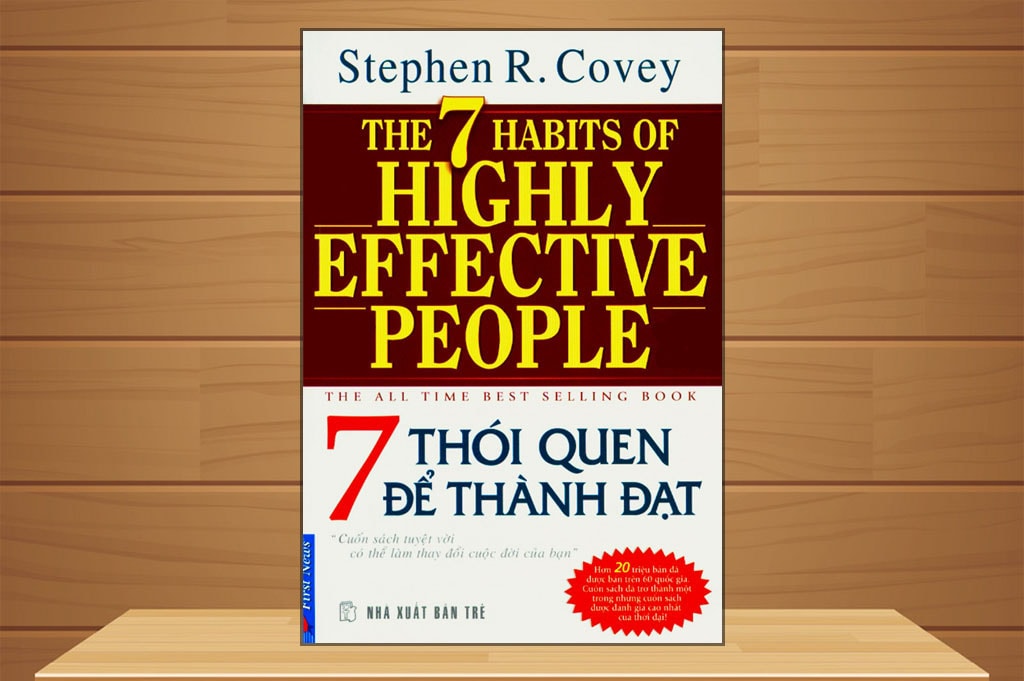 Stephen R. Covey
THE 7 HABITS OF
HIGHLY
EFFECTIVE
PEOPLE
THE ALL TIME BEST SELLING BOOK
7 THÓI QUEN
ĐỂ THÀNH ĐẠT
"Cuốn sách tuyệt vời
có thể làm thay đổi cuộc đời của bạn"
First News
NHÀ XUẤT BẢN TRẺ
Hơn 20 triệu bản đã
được bán trên 60 quốc gia.
Cuốn sách đã trở thành một
trong những cuốn sách
được đánh giá cao nhất
của thời đại!